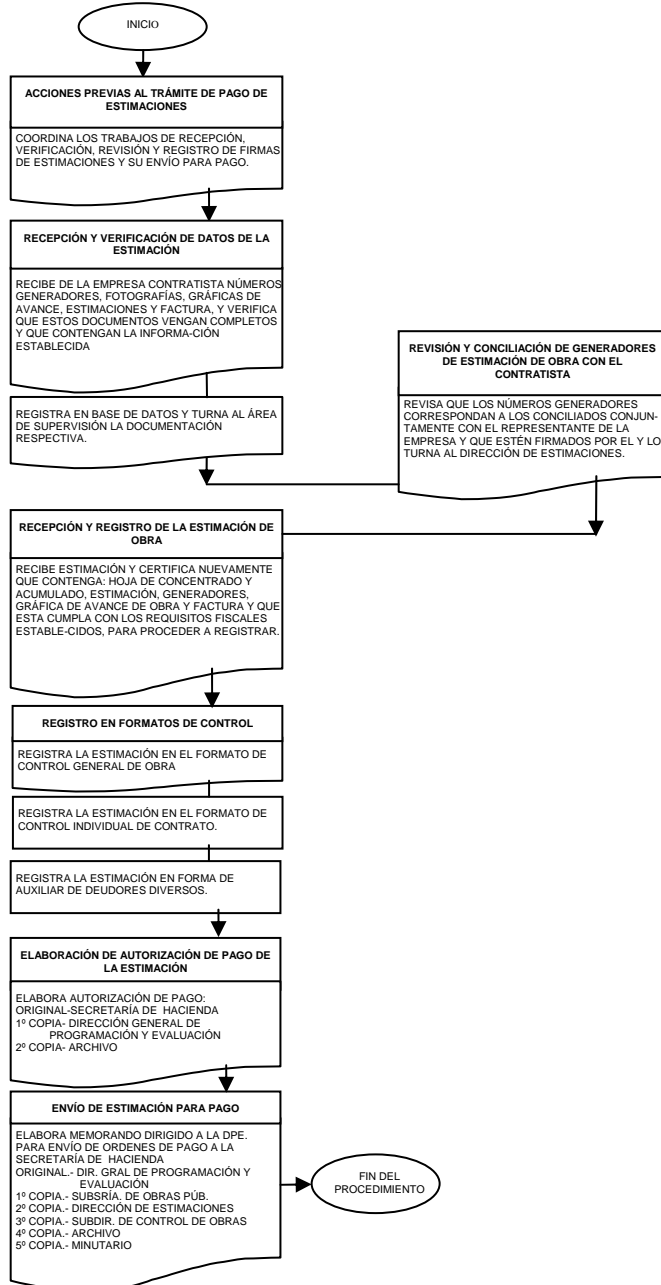 INICIO
ACCIONES PREVIAS AL TRÁMITE DE PAGO DE
ESTIMACIONES
COORDINA LOS TRABAJOS DE RECEPCIÓN,
VERIFICACIÓN, REVISIÓN Y REGISTRO DE FIRMAS
DE ESTIMACIONES Y SU ENVÍO PARA PAGO.
RECEPCIÓN Y VERIFICACIÓN DE DATOS DE LA
ESTIMACIÓN
RECIBE DE LA EMPRESA CONTRATISTA NÚMEROS
GENERADORES, FOTOGRAFÍAS, GRÁFICAS DE
AVANCE, ESTIMACIONES Y FACTURA, Y VERIFICA
QUE ESTOS DOCUMENTOS VENGAN COMPLETOS
Y QUE CONTENGAN LA INFORMA-CIÓN
ESTABLECIDA
REGISTRA EN BASE DE DATOS Y TURNA AL ÁREA
DE SUPERVISIÓN LA DOCUMENTACIÓN
RESPECTIVA.
REVISIÓN Y CONCILIACIÓN DE GENERADORES
DE ESTIMACIÓN DE OBRA CON EL
CONTRATISTA
REVISA QUE LOS NÚMEROS GENERADORES
CORRESPONDAN A LOS CONCILIADOS CONJUN-
TAMENTE CON EL REPRESENTANTE DE LA
EMPRESA Y QUE ESTÉN FIRMADOS POR EL Y LO
TURNA AL DIRECCIÓN DE ESTIMACIONES.
RECEPCIÓN Y REGISTRO DE LA ESTIMACIÓN DE
OBRA
RECIBE ESTIMACIÓN Y CERTIFICA NUEVAMENTE
QUE CONTENGA: HOJA DE CONCENTRADO Y
ACUMULADO, ESTIMACIÓN, GENERADORES,
GRÁFICA DE AVANCE DE OBRA Y FACTURA Y QUE
ESTA CUMPLA CON LOS REQUISITOS FISCALES
ESTABLE-CIDOS, PARA PROCEDER A REGISTRAR.
REGISTRO EN FORMATOS DE CONTROL
REGISTRA LA ESTIMACIÓN EN EL FORMATO DE
CONTROL GENERAL DE OBRA
REGISTRA LA ESTIMACIÓN EN EL FORMATO DE
CONTROL INDIVIDUAL DE CONTRATO.
REGISTRA LA ESTIMACIÓN EN FORMA DE
AUXILIAR DE DEUDORES DIVERSOS.
ELABORACIÓN DE AUTORIZACIÓN DE PAGO DE
LA ESTIMACIÓN
ELABORA AUTORIZACIÓN DE PAGO:
ORIGINAL-SECRETARÍA DE HACIENDA
1º COPIA- DIRECCIÓN GENERAL DE
PROGRAMACIÓN Y EVALUACIÓN
2º COPIA- ARCHIVO
ENVÍO DE ESTIMACIÓN PARA PAGO
ELABORA MEMORANDO DIRIGIDO A LA DPE.
PARA ENVÍO DE ORDENES DE PAGO A LA
SECRETARÍA DE HACIENDA
ORIGINAL.- DIR. GRAL DE PROGRAMACIÓN Y
EVALUACIÓN
1º COPIA.- SUBSRÍA. DE OBRAS PÚB.
2º COPIA.- DIRECCIÓN DE ESTIMACIONES
3º COPIA.- SUBDIR. DE CONTROL DE OBRAS
4º COPIA.- ARCHIVO
5º COPIA.- MINUTARIO
FIN DEL
PROCEDIMIENTO